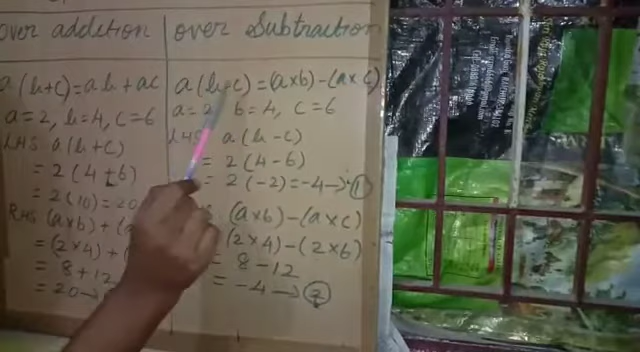 over addition
a(b+c)=ab+ac
a=2, b=4, c=6
LHS a(b+c)
= 2(4+6)
= 2(10)=20
RHS (a×b)+(a
= (2×4)+(
= 8+12
= 20→
over Subtraction
a(b-c)=(a×b)-(a×c)
a=2 b=4, c=6
LHS a(b-c)
= 2(4-6)
= 2(-2)=-4→①
(a×b)-(a×c)
(2×4)-(2×6)
= 8-12
= -4→②